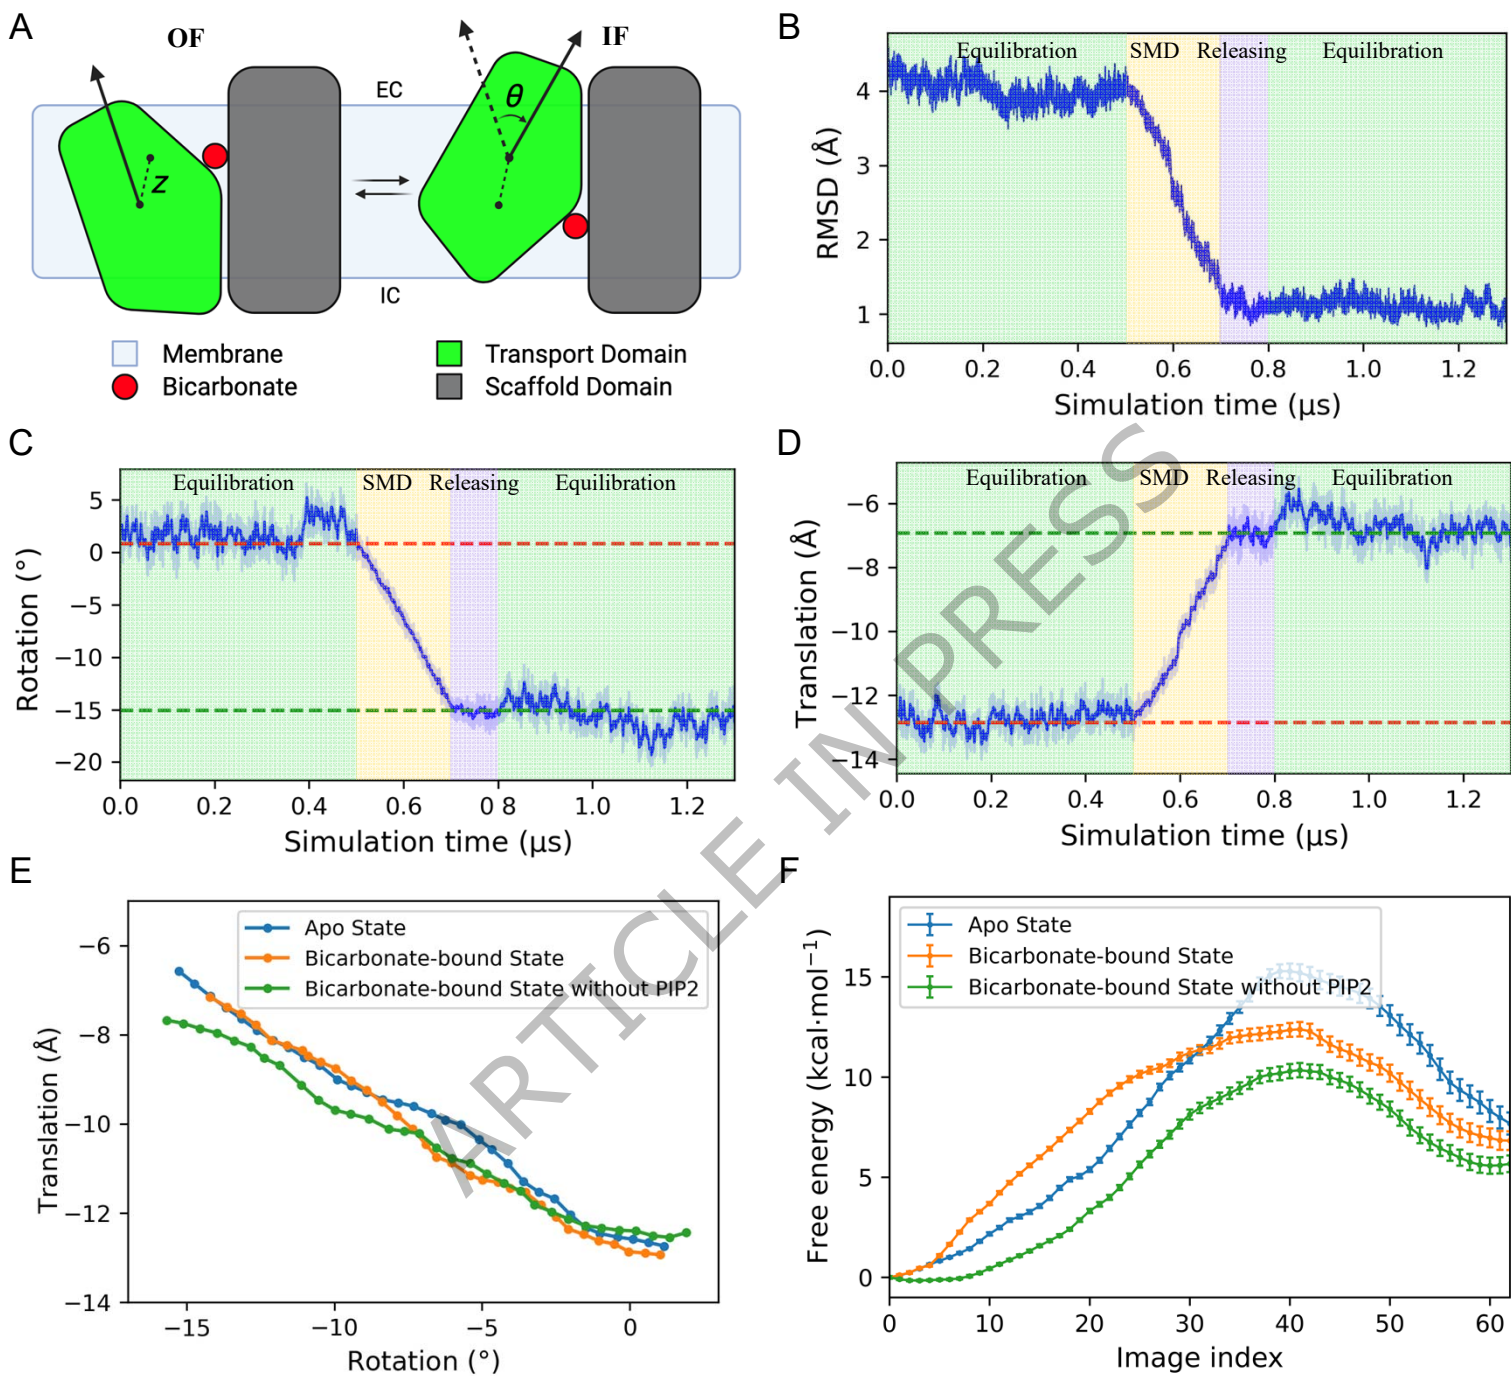 A
OF
IF
EC
θ
z
IC
Membrane
Transport Domain
Bicarbonate
Scaffold Domain
B
Equilibration
SMD
Releasing
Equilibration
RMSD (Å)
4
3
2
1
0.0 0.2 0.4 0.6 0.8 1.0 1.2
Simulation time (μs)
C
Equilibration
SMD
Releasing
Equilibration
Rotation (°)
5
0
−5
−10
−15
−20
0.0 0.2 0.4 0.6 0.8 1.0 1.2
Simulation time (μs)
D
Equilibration
SMD
Releasing
Equilibration
Translation (Å)
−6
−8
−10
−12
−14
0.0 0.2 0.4 0.6 0.8 1.0 1.2
Simulation time (μs)
E
Apo State
Bicarbonate-bound State
Bicarbonate-bound State without PIP2
Translation (Å)
−6
−8
−10
−12
−14
−15 −10 −5 0
Rotation (°)
F
Apo State
Bicarbonate-bound State
Bicarbonate-bound State without PIP2
Free energy (kcal·mol⁻¹)
15
10
5
0
0 10 20 30 40 50 60
Image index
ARTICLE IN PRESS